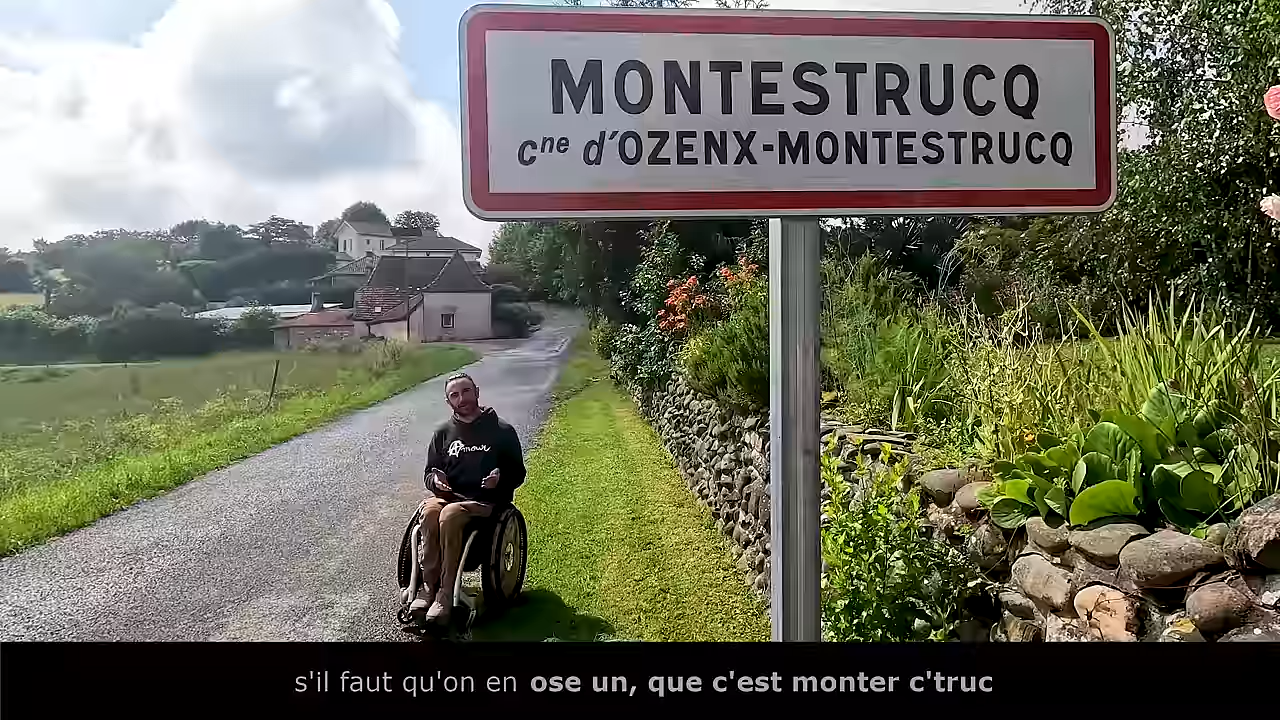 MONTESTRUCQ
Cne d'OZENX-MONTESTRUCQ
s'il faut qu'on en ose un, que c'est monter c'truc